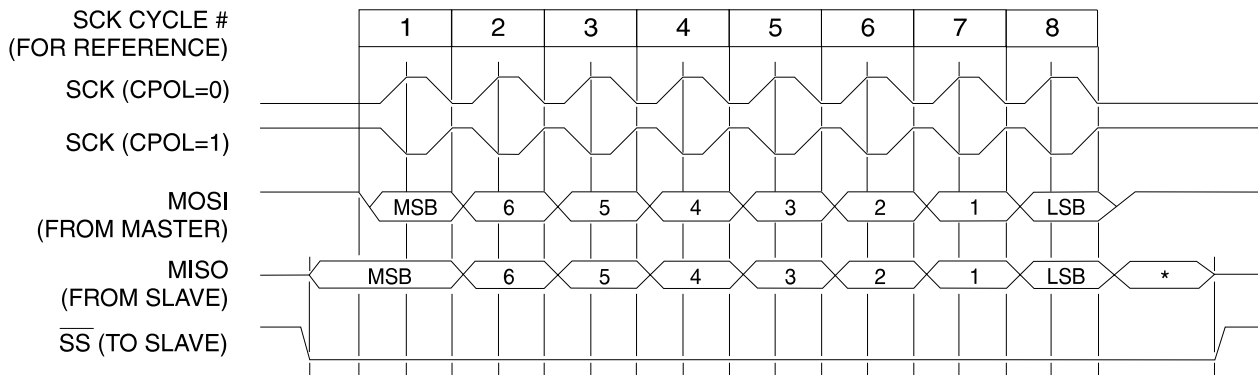 SCK CYCLE # 1 2 3 4 5 6 7 8
(FOR REFERENCE)
SCK (CPOL=0)
SCK (CPOL=1)
MOSI MSB 6 5 4 3 2 1 LSB
(FROM MASTER)
MISO MSB 6 5 4 3 2 1 LSB *
(FROM SLAVE)
SS (TO SLAVE)